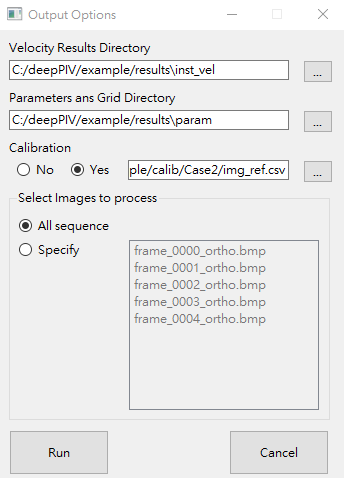 Output Options
Velocity Results Directory
C:/deepPIV/example/results\inst_vel
...
Parameters ans Grid Directory
C:/deepPIV/example/results\param
...
Calibration
No Yes ple/calib/Case2/img_ref.csv ...
Select Images to process
All sequence
Specify
frame_0000_ortho.bmp
frame_0001_ortho.bmp
frame_0002_ortho.bmp
frame_0003_ortho.bmp
frame_0004_ortho.bmp
Run Cancel